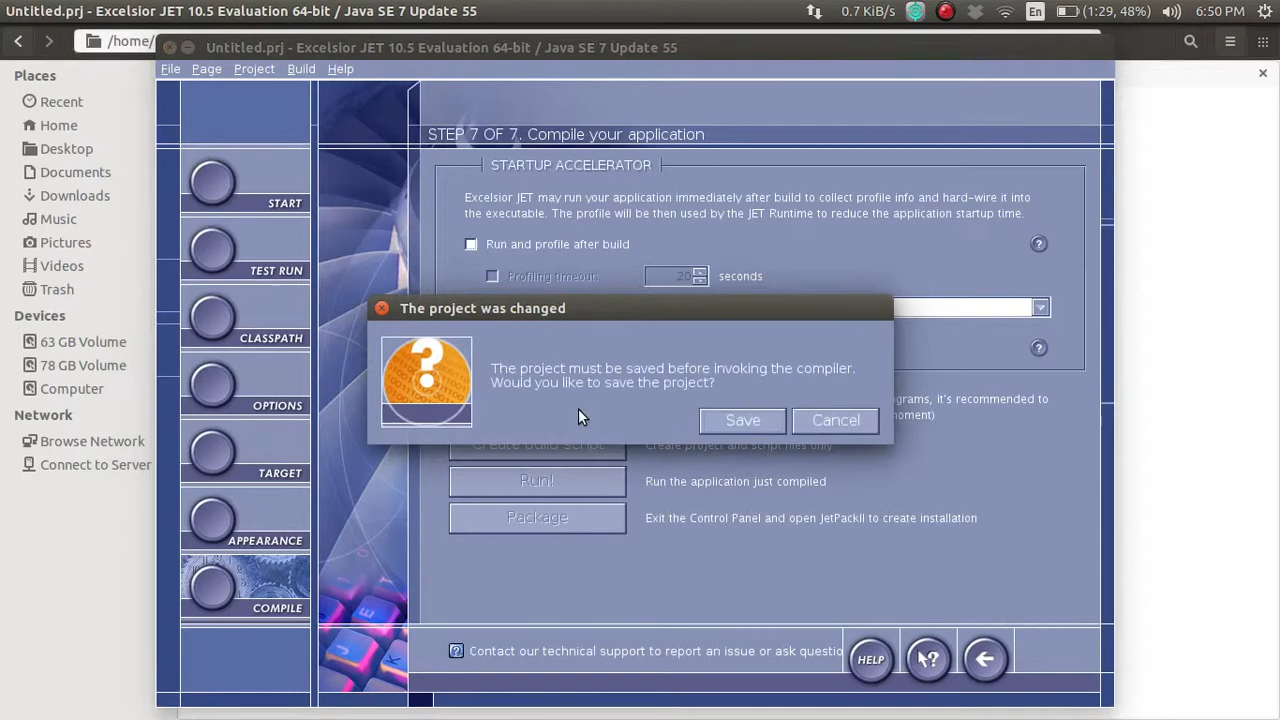 Untitled.prj - Excelsior JET 10.5 Evaluation 64-bit / Java SE 7 Update 55
0.7 KiB/s
En
(1:29, 48%)
6:50 PM
/home/
Untitled.prj - Excelsior JET 10.5 Evaluation 64-bit / Java SE 7 Update 55
File Page Project Build Help
Places
Recent
Home
Desktop
Documents
Downloads
Music
Pictures
Videos
Trash
Devices
63 GB Volume
78 GB Volume
Computer
Network
Browse Network
Connect to Server
START
TEST RUN
CLASSPATH
OPTIONS
TARGET
APPEARANCE
COMPILE
STEP 7 OF 7. Compile your application
STARTUP ACCELERATOR
Excelsior JET may run your application immediately after build to collect profile info and hard-wire it into
the executable. The profile will be then used by the JET Runtime to reduce the application startup time.
Run and profile after build
Profiling timeout: 20 seconds
The project was changed
The project must be saved before invoking the compiler.
Would you like to save the project?
Save Cancel
grams, it's recommended to
moment)
Create build script Create project and script files only
Run! Run the application just compiled
Package Exit the Control Panel and open JetPackII to create installation
Contact our technical support to report an issue or ask questio
HELP